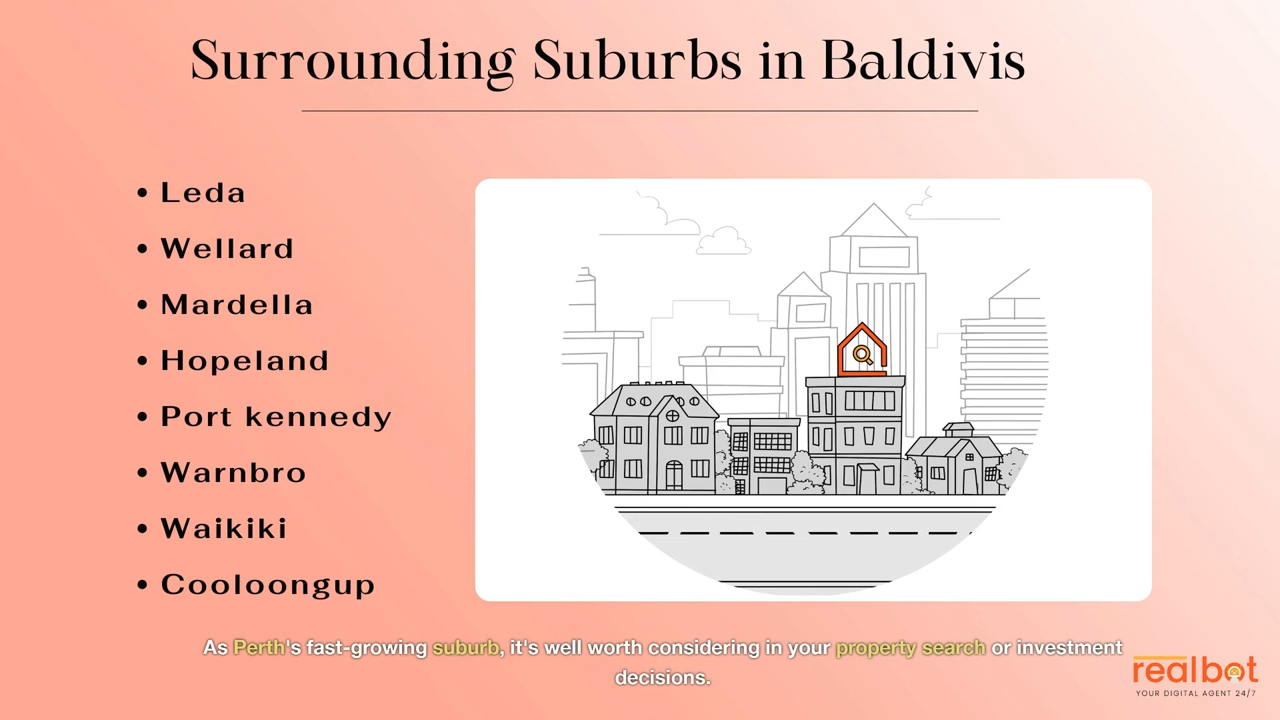 Surrounding Suburbs in Baldivis
• Leda
• Wellard
• Mardella
• Hopeland
• Port kennedy
• Warnbro
• Waikiki
• Cooloongup
As Perth's fast-growing suburb, it's well worth considering in your property search or investment
decisions.
realbot
YOUR DIGITAL AGENT 24/7